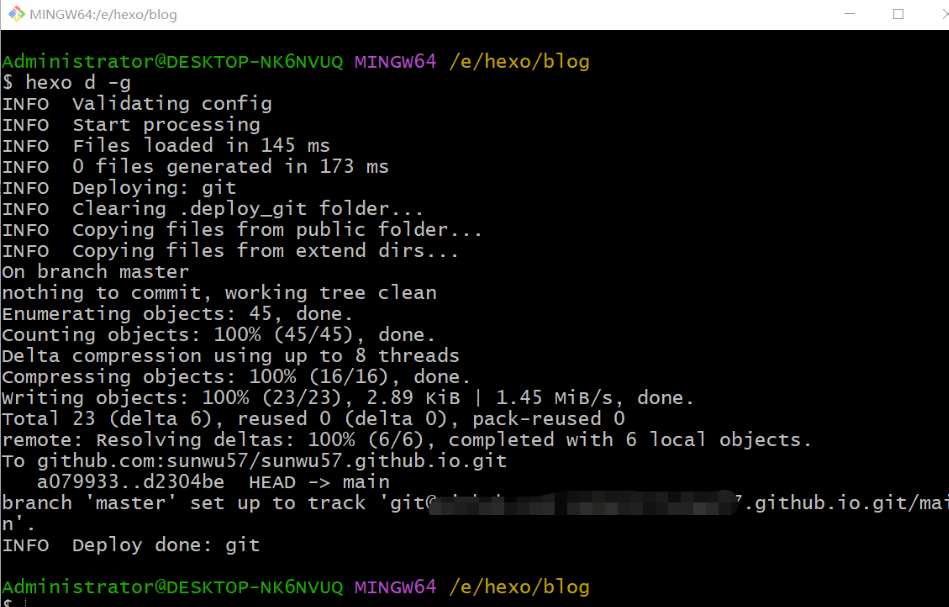 MINGW64:/e/hexo/blog
Administrator@DESKTOP-NK6NVUQ MINGW64 /e/hexo/blog
$ hexo d -g
INFO  Validating config
INFO  Start processing
INFO  Files loaded in 145 ms
INFO  0 files generated in 173 ms
INFO  Deploying: git
INFO  Clearing .deploy_git folder...
INFO  Copying files from public folder...
INFO  Copying files from extend dirs...
On branch master
nothing to commit, working tree clean
Enumerating objects: 45, done.
Counting objects: 100% (45/45), done.
Delta compression using up to 8 threads
Compressing objects: 100% (16/16), done.
Writing objects: 100% (23/23), 2.89 KiB | 1.45 MiB/s, done.
Total 23 (delta 6), reused 0 (delta 0), pack-reused 0
remote: Resolving deltas: 100% (6/6), completed with 6 local objects.
To github.com:sunwu57/sunwu57.github.io.git
   a079933..d2304be  HEAD -> main
branch 'master' set up to track 'git@ 7.github.io.git/mai
n'.
INFO  Deploy done: git
Administrator@DESKTOP-NK6NVUQ MINGW64 /e/hexo/blog
$